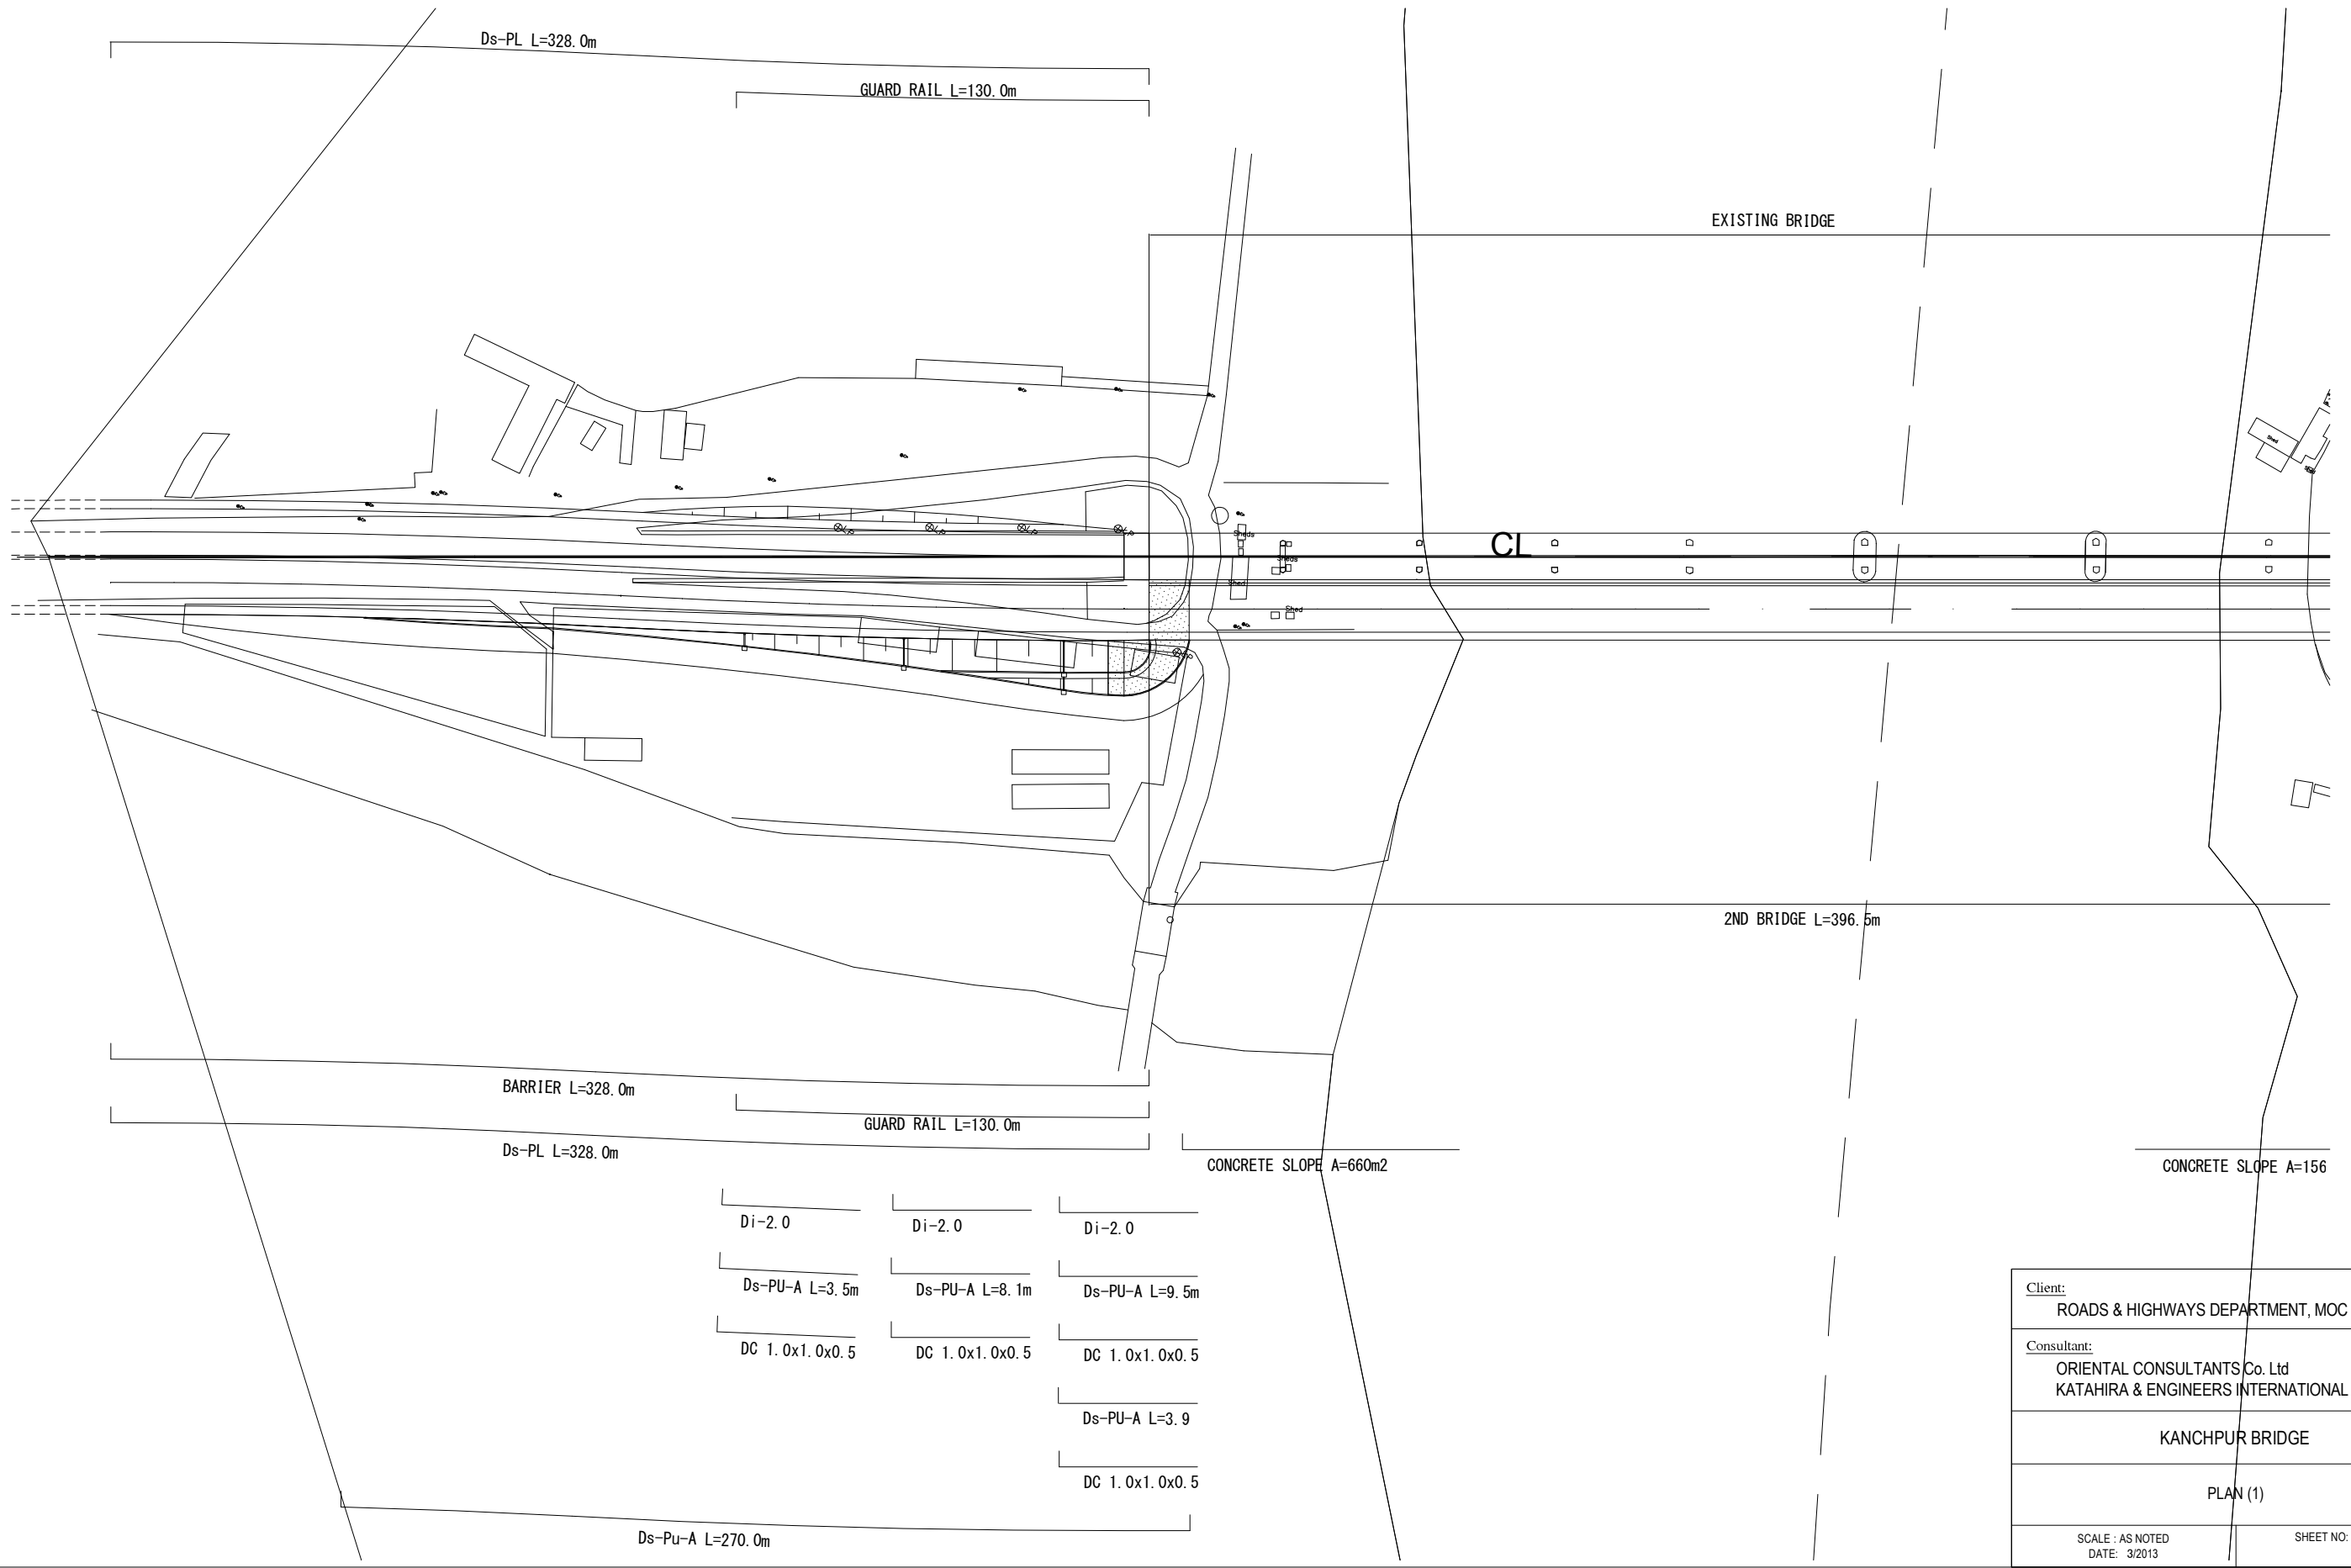 Ds-PL L=328.0m
GUARD RAIL L=130.0m
EXISTING BRIDGE
CL
Sheds
Sheds
Shed
Shed
Shed
2ND BRIDGE L=396.5m
BARRIER L=328.0m
GUARD RAIL L=130.0m
Ds-PL L=328.0m
CONCRETE SLOPE A=660m2
CONCRETE SLOPE A=156
Di-2.0
Di-2.0
Di-2.0
Ds-PU-A L=3.5m
Ds-PU-A L=8.1m
Ds-PU-A L=9.5m
DC 1.0x1.0x0.5
DC 1.0x1.0x0.5
DC 1.0x1.0x0.5
Ds-PU-A L=3.9
DC 1.0x1.0x0.5
Ds-Pu-A L=270.0m
Client:
ROADS & HIGHWAYS DEPARTMENT, MOC
Consultant:
ORIENTAL CONSULTANTS Co. Ltd
KATAHIRA & ENGINEERS INTERNATIONAL
KANCHPUR BRIDGE
PLAN (1)
SCALE : AS NOTED
DATE: 3/2013
SHEET NO: